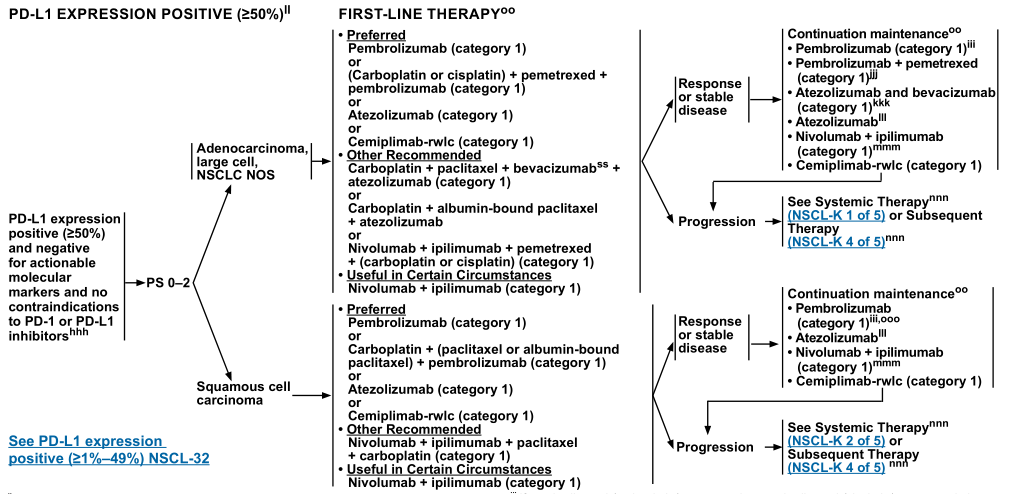 PD-L1 EXPRESSION POSITIVE (≥50%)ll
FIRST-LINE THERAPYoo
PD-L1 expression
positive (≥50%)
and negative
for actionable
molecular
markers and no
contraindications
to PD-1 or PD-L1
inhibitorshhh
PS 0–2
Adenocarcinoma,
large cell,
NSCLC NOS
• Preferred
Pembrolizumab (category 1)
or
(Carboplatin or cisplatin) + pemetrexed +
pembrolizumab (category 1)
or
Atezolizumab (category 1)
or
Cemiplimab-rwlc (category 1)
• Other Recommended
Carboplatin + paclitaxel + bevacizumabss +
atezolizumab (category 1)
or
Carboplatin + albumin-bound paclitaxel
+ atezolizumab
or
Nivolumab + ipilimumab + pemetrexed
+ (carboplatin or cisplatin) (category 1)
• Useful in Certain Circumstances
Nivolumab + ipilimumab (category 1)
Response
or stable
disease
Continuation maintenanceoo
• Pembrolizumab (category 1)iii
• Pembrolizumab + pemetrexed
(category 1)jjj
• Atezolizumab and bevacizumab
(category 1)kkk
• Atezolizumablll
• Nivolumab + ipilimumab
(category 1)mmm
• Cemiplimab-rwlc (category 1)
Progression
See Systemic Therapynnn
(NSCL-K 1 of 5) or Subsequent
Therapy
(NSCL-K 4 of 5)nnn
Squamous cell
carcinoma
• Preferred
Pembrolizumab (category 1)
or
Carboplatin + (paclitaxel or albumin-bound
paclitaxel) + pembrolizumab (category 1)
or
Atezolizumab (category 1)
or
Cemiplimab-rwlc (category 1)
• Other Recommended
Nivolumab + ipilimumab + paclitaxel
+ carboplatin (category 1)
• Useful in Certain Circumstances
Nivolumab + ipilimumab (category 1)
Response
or stable
disease
Continuation maintenanceoo
• Pembrolizumab
(category 1)iii,ooo
• Atezolizumablll
• Nivolumab + ipilimumab
(category 1)mmm
• Cemiplimab-rwlc (category 1)
Progression
See Systemic Therapynnn
(NSCL-K 2 of 5) or
Subsequent Therapy
(NSCL-K 4 of 5) nnn
See PD-L1 expression
positive (≥1%–49%) NSCL-32